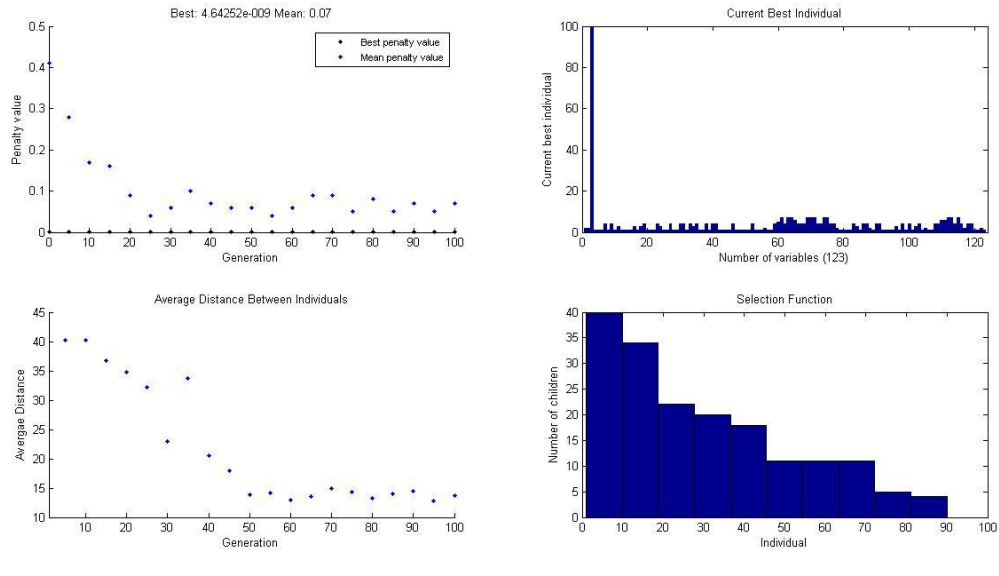 Best: 4.64252e-009 Mean: 0.07
0.5
0.4
0.3
0.2
0.1
0
Penalty value
Best penalty value
Mean penalty value
0 10 20 30 40 50 60 70 80 90 100
Generation
Current Best Individual
100
80
60
40
20
0
Current best individual
0 20 40 60 80 100 120
Number of variables (123)
Average Distance Between Individuals
45
40
35
30
25
20
15
10
Avergae Distance
10 20 30 40 50 60 70 80 90 100
Generation
Selection Function
40
35
30
25
20
15
10
5
0
Number of children
0 10 20 30 40 50 60 70 80 90 100
Individual